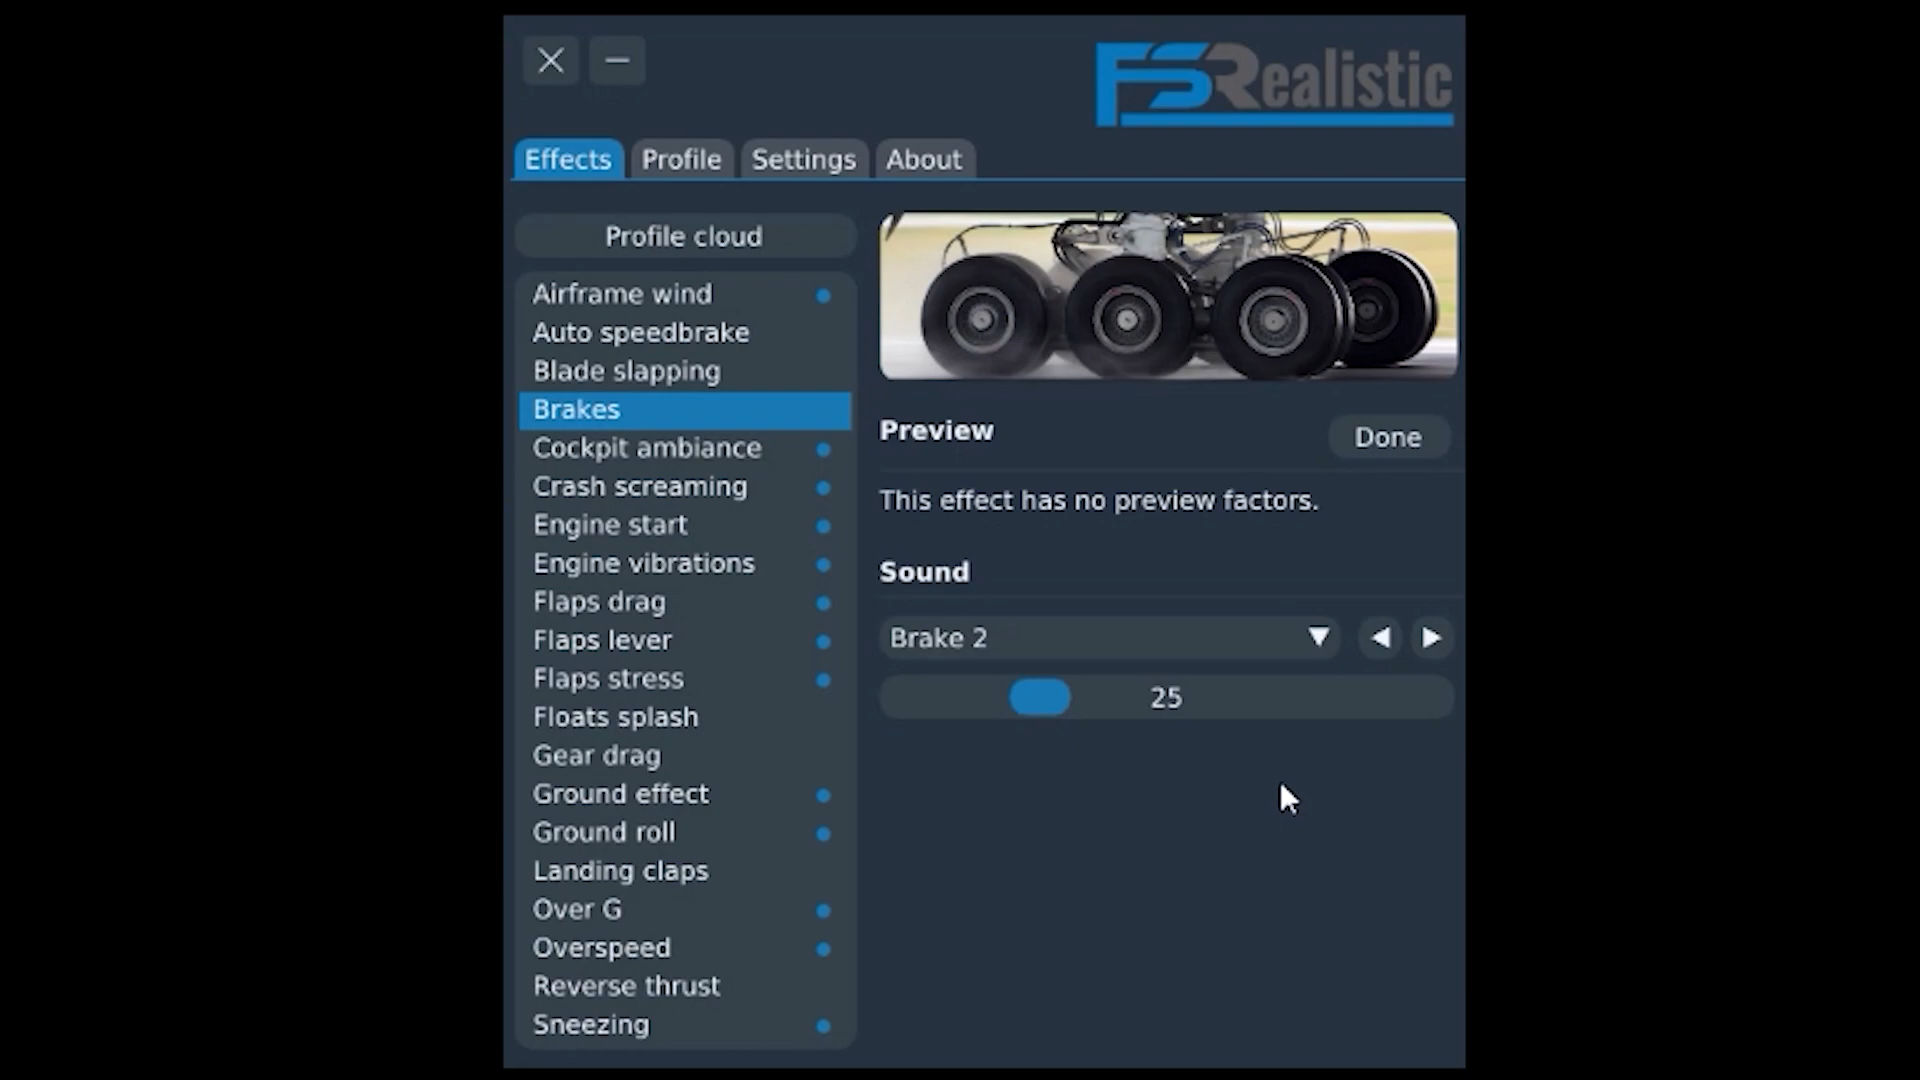 FSRealistic
Effects
Profile
Settings
About
Profile cloud
Airframe wind
Auto speedbrake
Blade slapping
Brakes
Cockpit ambiance
Crash screaming
Engine start
Engine vibrations
Flaps drag
Flaps lever
Flaps stress
Floats splash
Gear drag
Ground effect
Ground roll
Landing claps
Over G
Overspeed
Reverse thrust
Sneezing
Preview
Done
This effect has no preview factors.
Sound
Brake 2
25